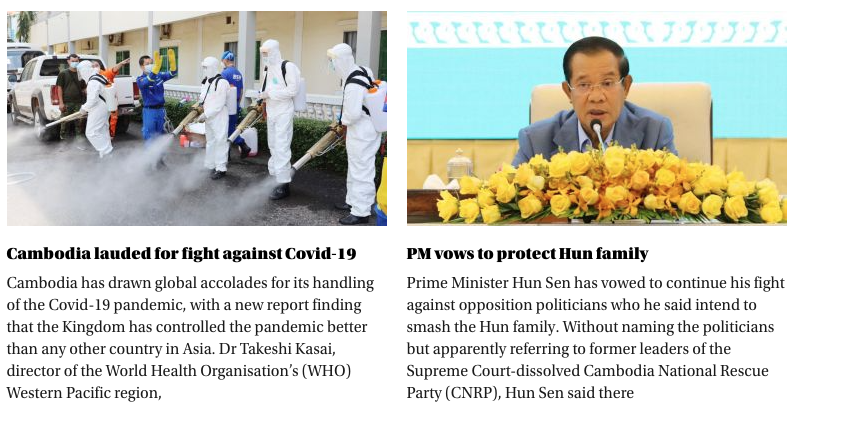 Cambodia lauded for fight against Covid-19
Cambodia has drawn global accolades for its handling
of the Covid-19 pandemic, with a new report finding
that the Kingdom has controlled the pandemic better
than any other country in Asia. Dr Takeshi Kasai,
director of the World Health Organisation’s (WHO)
Western Pacific region,
PM vows to protect Hun family
Prime Minister Hun Sen has vowed to continue his fight
against opposition politicians who he said intend to
smash the Hun family. Without naming the politicians
but apparently referring to former leaders of the
Supreme Court-dissolved Cambodia National Rescue
Party (CNRP), Hun Sen said there